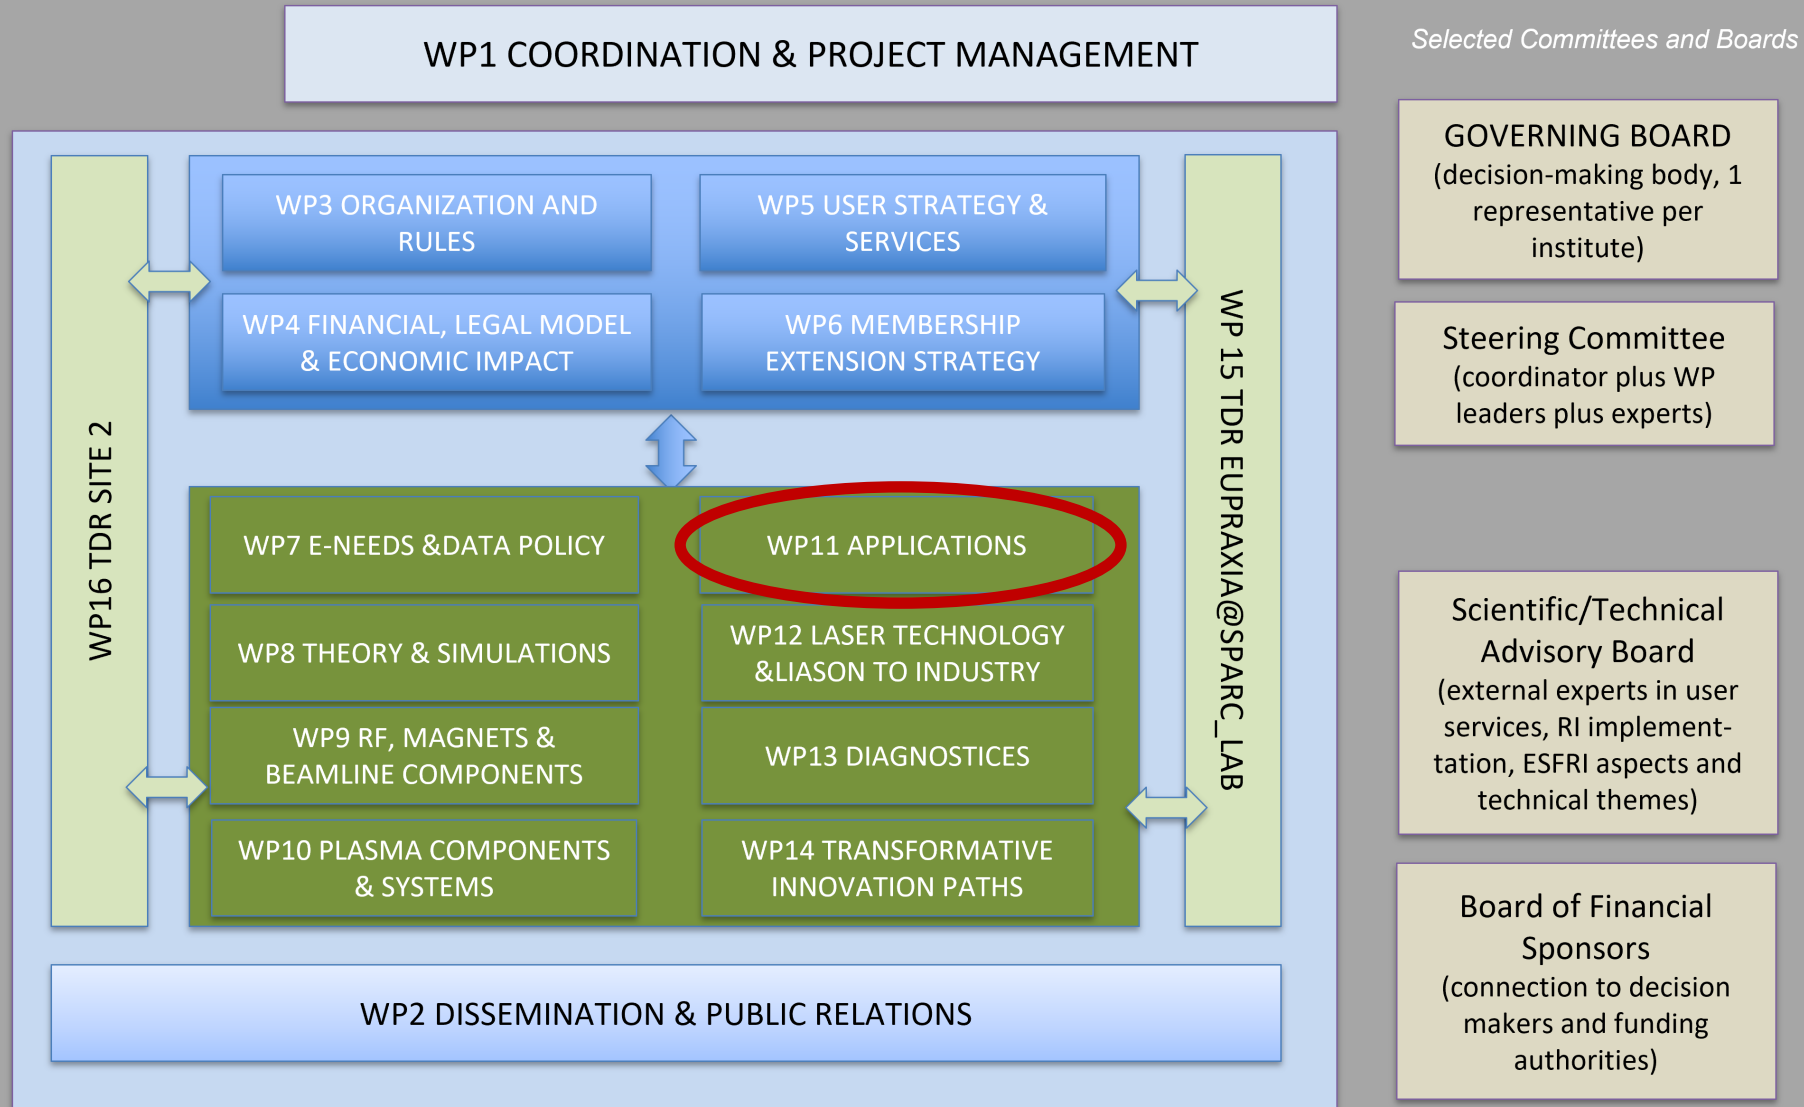 WP1 COORDINATION & PROJECT MANAGEMENT
Selected Committees and Boards
WP16 TDR SITE 2
WP3 ORGANIZATION AND
RULES
WP5 USER STRATEGY &
SERVICES
WP4 FINANCIAL, LEGAL MODEL
& ECONOMIC IMPACT
WP6 MEMBERSHIP
EXTENSION STRATEGY
WP7 E-NEEDS &DATA POLICY
WP11 APPLICATIONS
WP8 THEORY & SIMULATIONS
WP12 LASER TECHNOLOGY
&LIASON TO INDUSTRY
WP9 RF, MAGNETS &
BEAMLINE COMPONENTS
WP13 DIAGNOSTICES
WP10 PLASMA COMPONENTS
& SYSTEMS
WP14 TRANSFORMATIVE
INNOVATION PATHS
WP 15 TDR EUPRAXIA@SPARC_LAB
WP2 DISSEMINATION & PUBLIC RELATIONS
GOVERNING BOARD
(decision-making body, 1
representative per
institute)
Steering Committee
(coordinator plus WP
leaders plus experts)
Scientific/Technical
Advisory Board
(external experts in user
services, RI implement-
tation, ESFRI aspects and
technical themes)
Board of Financial
Sponsors
(connection to decision
makers and funding
authorities)